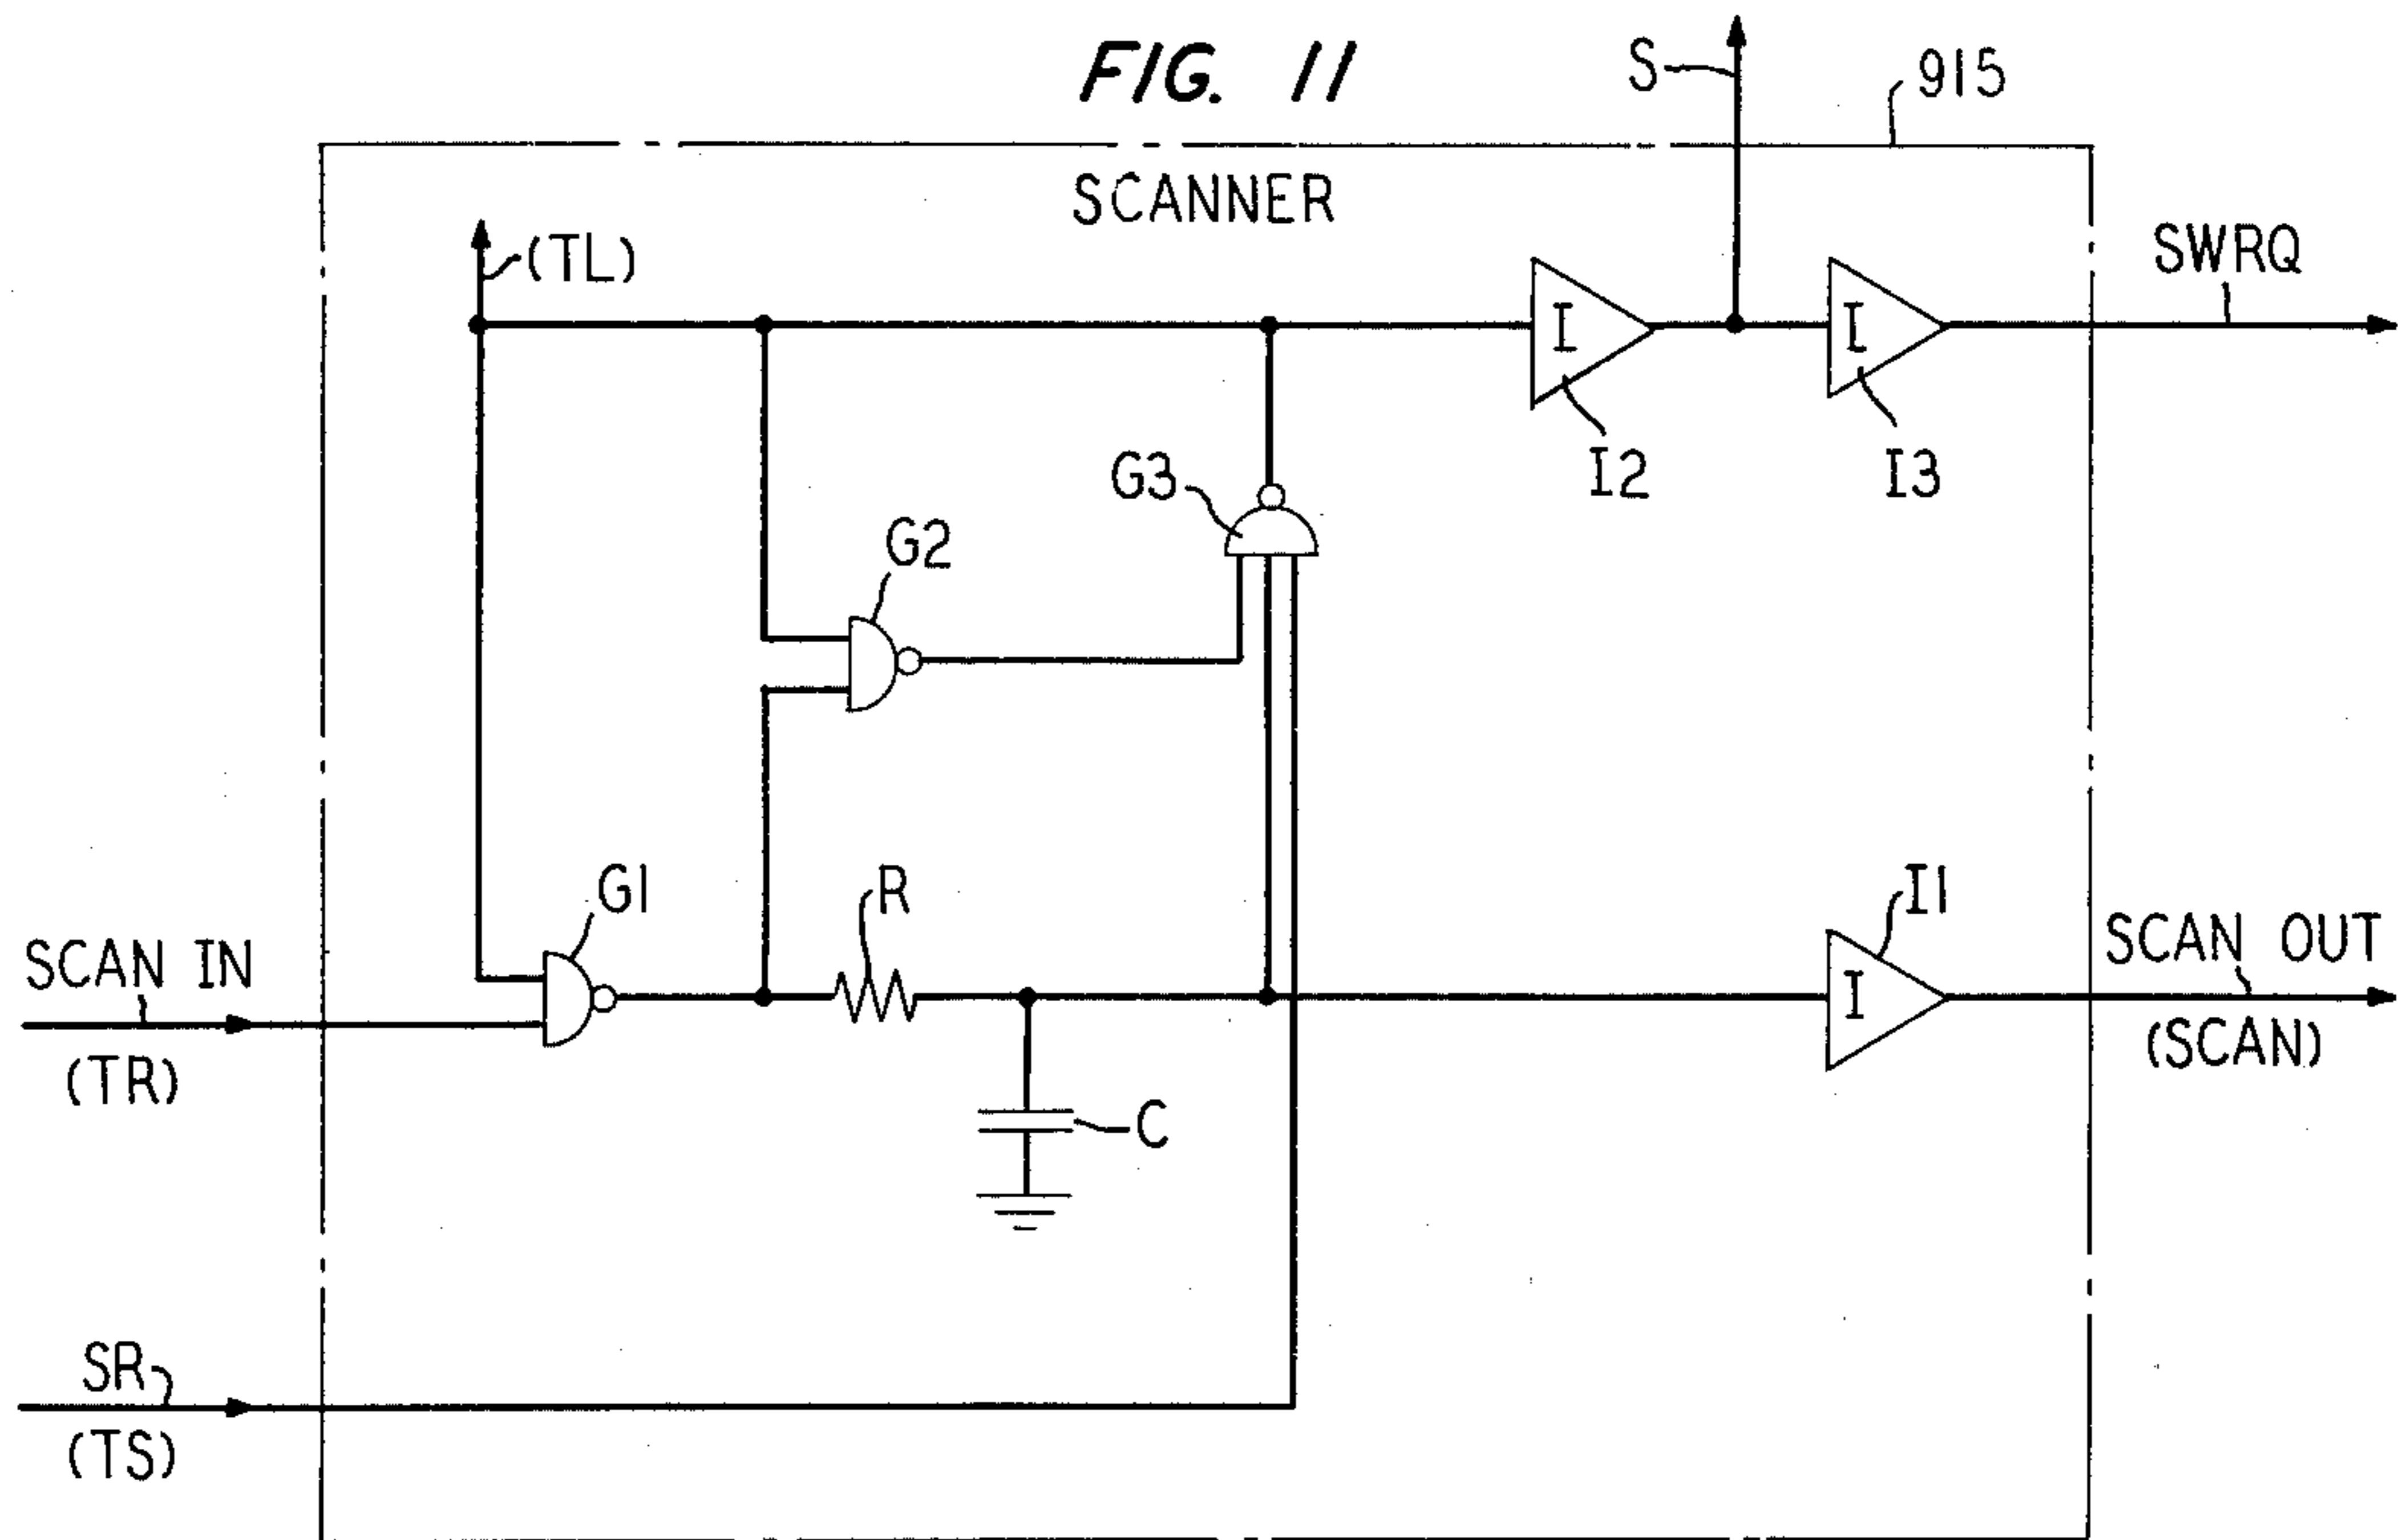 FIG. 11
S
915
SCANNER
(TL)
SWRQ
I
I
I2
I3
G3
G2
G1
R
I1
I
SCAN IN
(TR)
SCAN OUT
(SCAN)
C
SR
(TS)